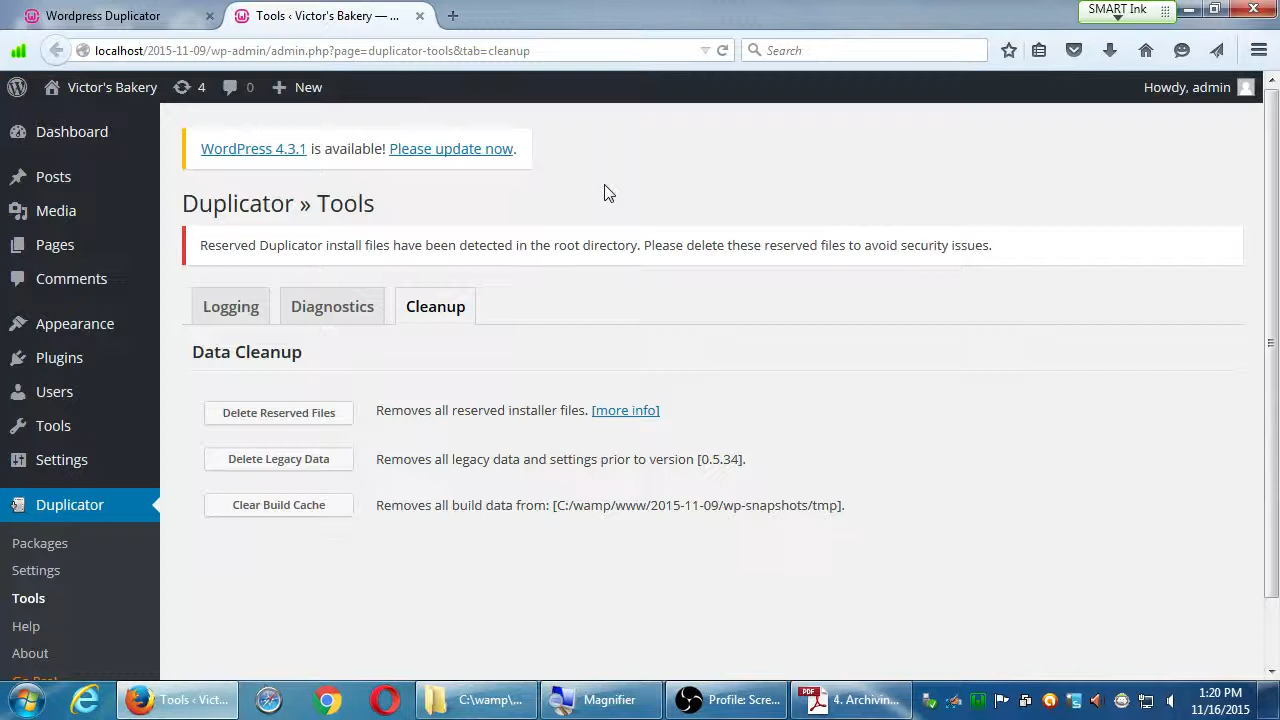 Wordpress Duplicator
Tools ‹ Victor's Bakery — ...
SMART Ink
localhost/2015-11-09/wp-admin/admin.php?page=duplicator-tools&tab=cleanup
Search
Victor's Bakery
4
0
New
Howdy, admin
Dashboard
Posts
Media
Pages
Comments
Appearance
Plugins
Users
Tools
Settings
Duplicator
Packages
Settings
Tools
Help
About
WordPress 4.3.1 is available! Please update now.
Duplicator » Tools
Reserved Duplicator install files have been detected in the root directory. Please delete these reserved files to avoid security issues.
Logging
Diagnostics
Cleanup
Data Cleanup
Delete Reserved Files
Removes all reserved installer files. [more info]
Delete Legacy Data
Removes all legacy data and settings prior to version [0.5.34].
Clear Build Cache
Removes all build data from: [C:/wamp/www/2015-11-09/wp-snapshots/tmp].
Tools ‹ Vict...
C:\wamp\...
Magnifier
Profile: Scre...
PDF
4. Archivin...
1:20 PM
11/16/2015